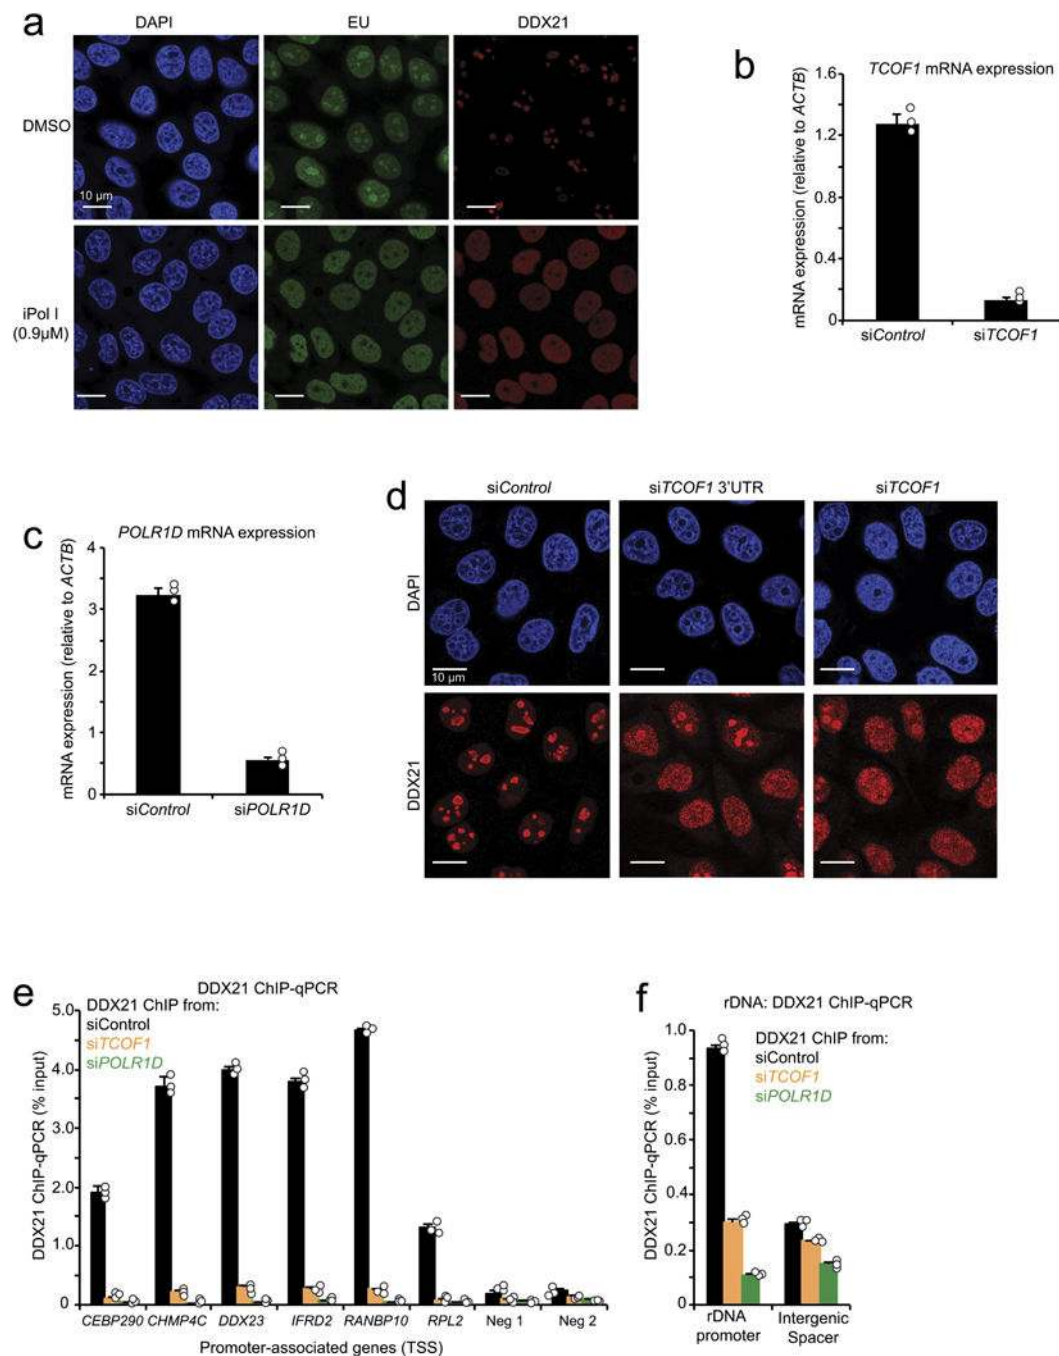 a
DAPI
EU
DDX21
DMSO
10 µm
iPol I
(0.9µM)
b
TCOF1 mRNA expression
mRNA expression (relative to ACTB)
1.6
1.2
0.8
0.4
0
siControl
siTCOF1
c
POLR1D mRNA expression
mRNA expression (relative to ACTB)
4
3
2
1
0
siControl
siPOLR1D
d
siControl
siTCOF1 3'UTR
siTCOF1
DAPI
10 µm
DDX21
e
DDX21 ChIP-qPCR
DDX21 ChIP from:
siControl
siTCOF1
siPOLR1D
DDX21 ChIP-qPCR (% input)
5.0
4.0
3.0
2.0
1.0
0
CEBP290
CHMP4C
DDX23
IFRD2
RANBP10
RPL2
Neg 1
Neg 2
Promoter-associated genes (TSS)
f
rDNA: DDX21 ChIP-qPCR
DDX21 ChIP from:
siControl
siTCOF1
siPOLR1D
DDX21 ChIP-qPCR (% input)
1.0
0.8
0.6
0.4
0.2
0
rDNA
promoter
Intergenic
Spacer